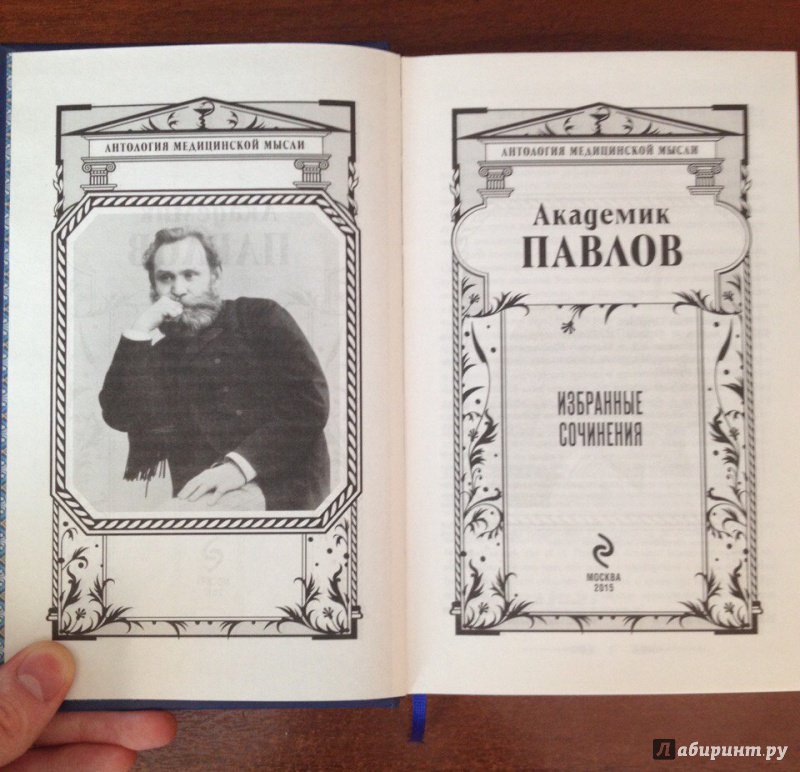 АНТОЛОГИЯ МЕДИЦИНСКОЙ МЫСЛИ
АНТОЛОГИЯ МЕДИЦИНСКОЙ МЫСЛИ
Академик
ПАВЛОВ
ИЗБРАННЫЕ
СОЧИНЕНИЯ
МОСКВА
2015
Лабиринт.ру